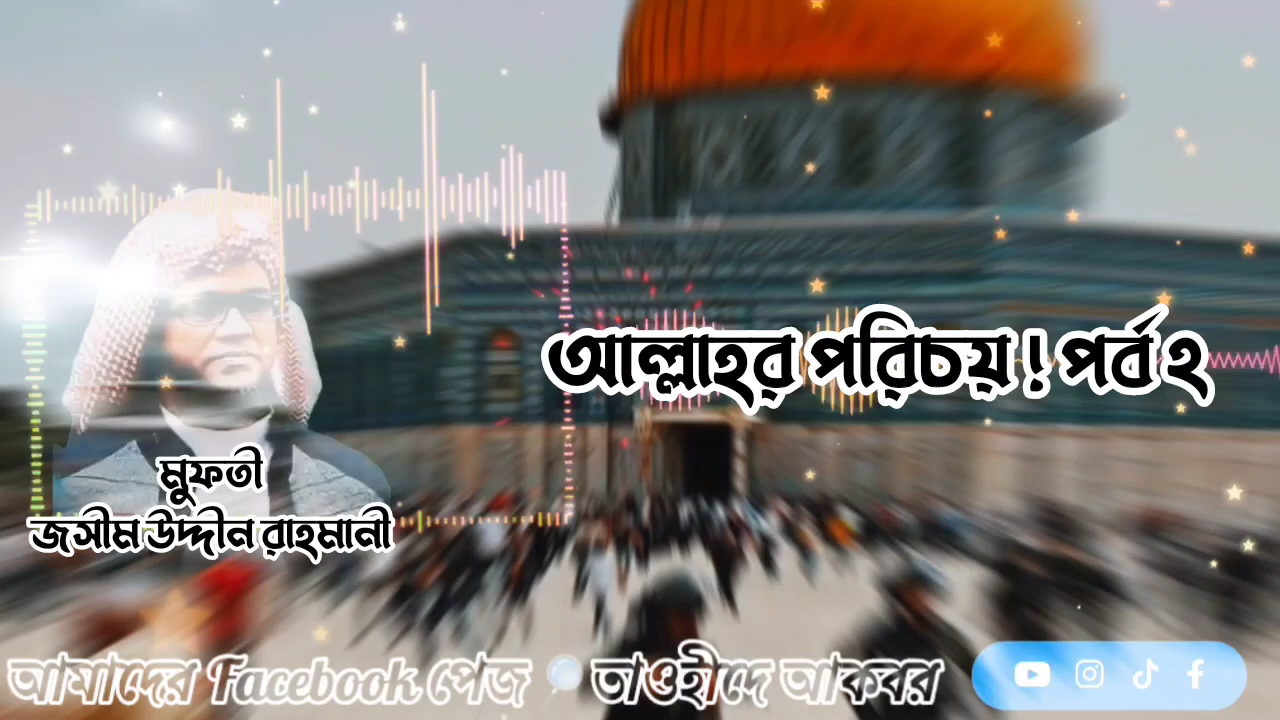 আল্লাহর পরিচয় ! পর্ব ২
মুফতী
জসীম উদ্দীন রাহমানী
আমাদের Facebook পেজ তাওহীদে আকবর